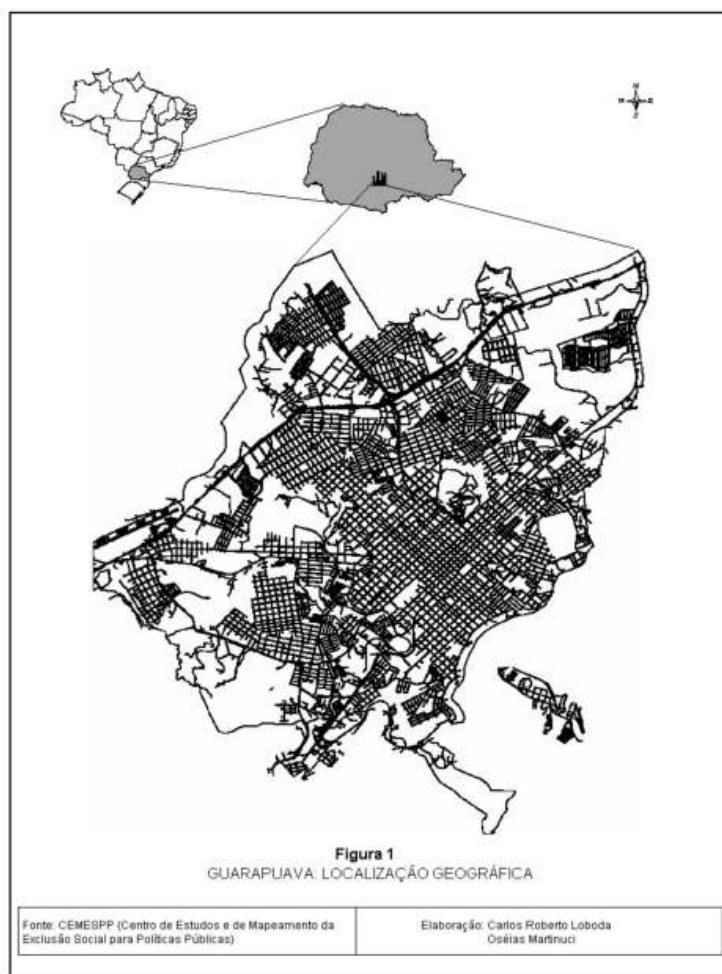 N
W E
S
Figura 1
GUARAPUAVA: LOCALIZAÇÃO GEOGRÁFICA
Fonte: CEMESPP (Centro de Estudos e de Mapeamento da
Exclusão Social para Políticas Públicas)
Elaboração: Carlos Roberto Loboda
Oséias Martinuci